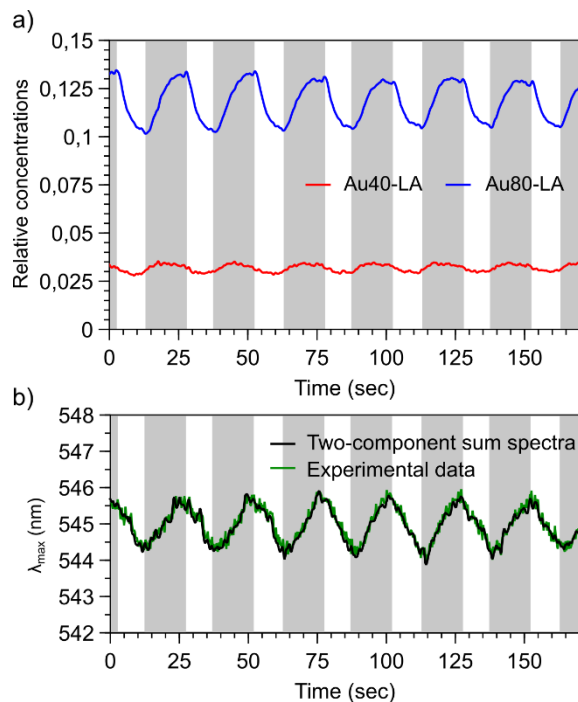 a)
0,15
0,125
0,1
0,075
0,05
0,025
0
Relative concentrations
Au40-LA
Au80-LA
0 25 50 75 100 125 150
Time (sec)
b)
548
547
546
545
544
543
542
λmax (nm)
Two-component sum spectra
Experimental data
0 25 50 75 100 125 150
Time (sec)